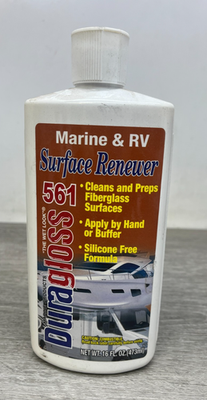 Marine & RV
Surface Renewer
561
• Cleans and Preps
Fiberglass
Surfaces
• Apply by Hand
or Buffer
• Silicone Free
Formula
Duragloss
NET WT. 16 FL. OZ (473ml)